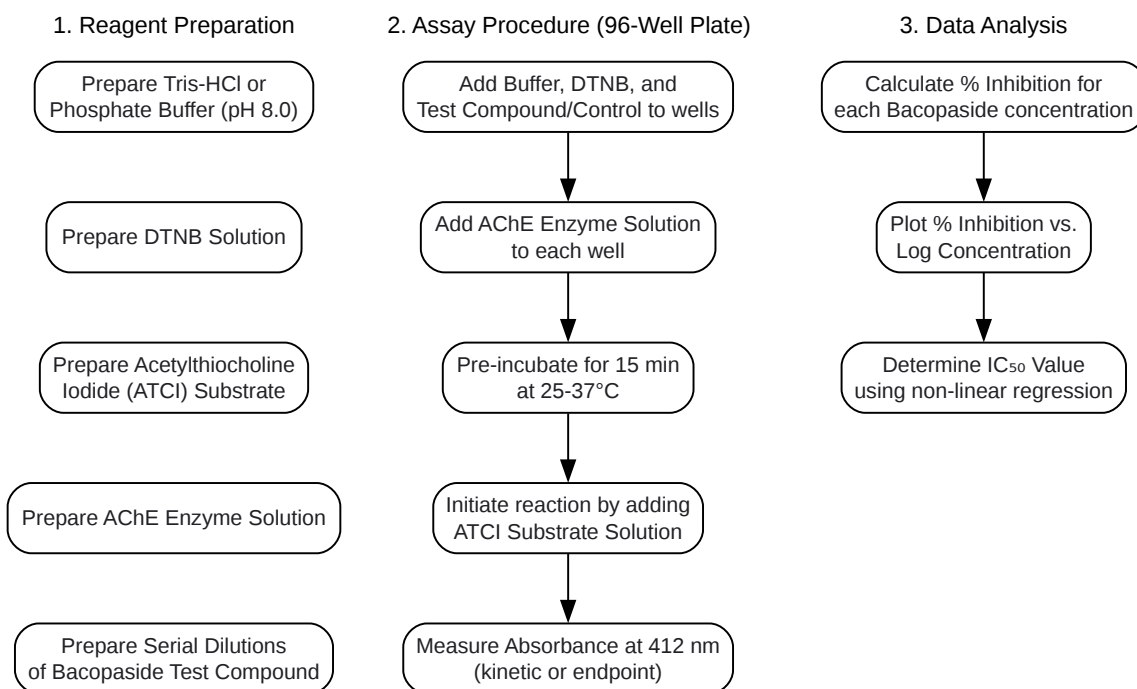 1. Reagent Preparation
Prepare Tris-HCl or
Phosphate Buffer (pH 8.0)
Prepare DTNB Solution
Prepare Acetylthiocholine
Iodide (ATCI) Substrate
Prepare AChE Enzyme Solution
Prepare Serial Dilutions
of Bacopaside Test Compound
2. Assay Procedure (96-Well Plate)
Add Buffer, DTNB, and
Test Compound/Control to wells
Add AChE Enzyme Solution
to each well
Pre-incubate for 15 min
at 25-37°C
Initiate reaction by adding
ATCI Substrate Solution
Measure Absorbance at 412 nm
(kinetic or endpoint)
3. Data Analysis
Calculate % Inhibition for
each Bacopaside concentration
Plot % Inhibition vs.
Log Concentration
Determine IC₅₀ Value
using non-linear regression